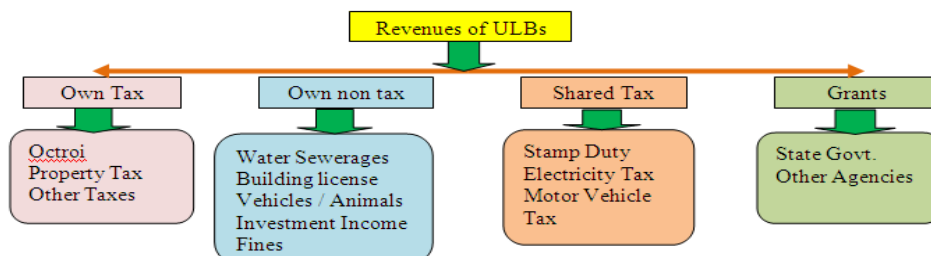 Revenues of ULBs
Own Tax
Own non tax
Shared Tax
Grants
Octroi
Property Tax
Other Taxes
Water Sewerages
Building license
Vehicles / Animals
Investment Income
Fines
Stamp Duty
Electricity Tax
Motor Vehicle
Tax
State Govt.
Other Agencies